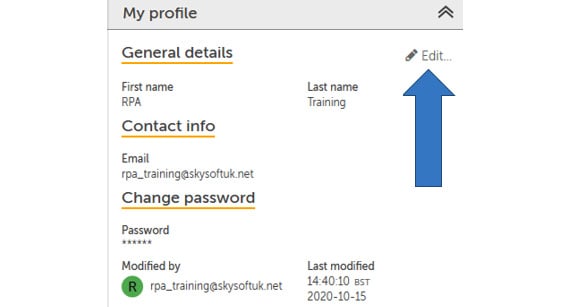 My profile
General details
Edit...
First name
Last name
RPA
Training
Contact info
Email
rpa_training@skysoftuk.net
Change password
Password
******
Modified by
Last modified
R
rpa_training@skysoftuk.net
14:40:10 BST
2020-10-15